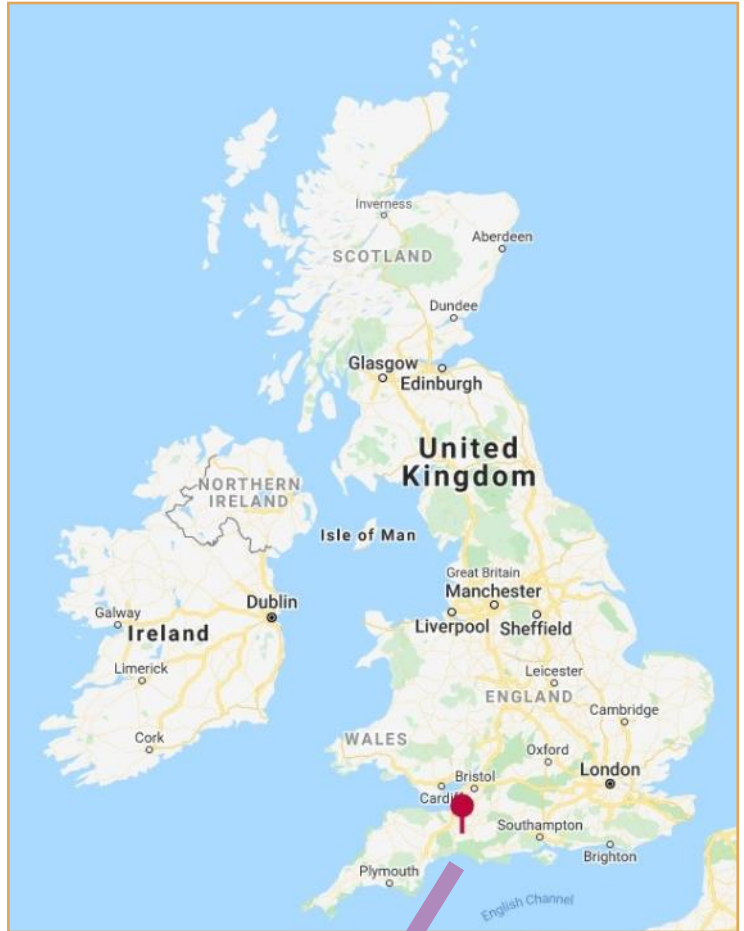 Inverness
Aberdeen
SCOTLAND
Dundee
Glasgow
Edinburgh
United
Kingdom
NORTHERN
IRELAND
Isle of Man
Great Britain
Manchester
Dublin
Galway
Ireland
Liverpool
Sheffield
Limerick
Leicester
ENGLAND
Cambridge
Cork
WALES
Oxford
London
Bristol
Southampton
Brighton
Plymouth
English Channel